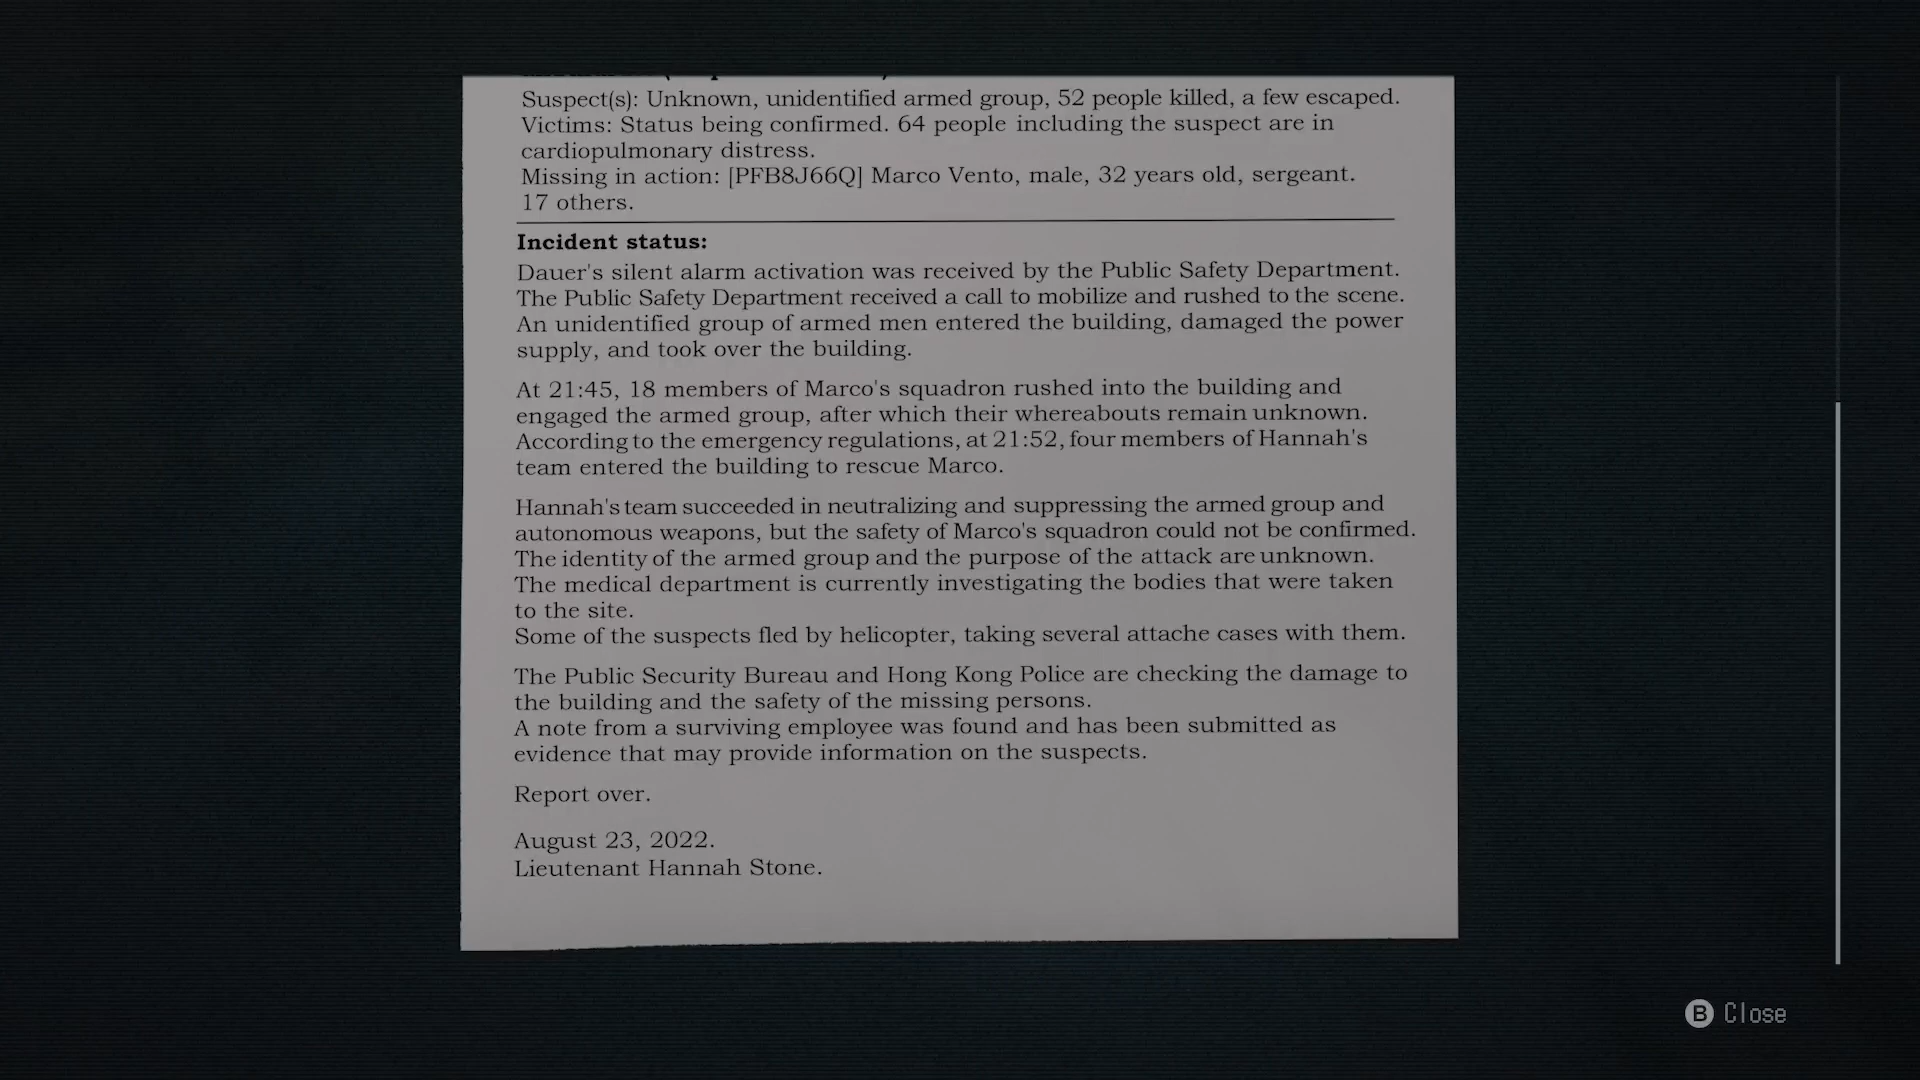 Suspect(s): Unknown, unidentified armed group, 52 people killed, a few escaped.
Victims: Status being confirmed. 64 people including the suspect are in
cardiopulmonary distress.
Missing in action: [PFB8J66Q] Marco Vento, male, 32 years old, sergeant.
17 others.
Incident status:
Dauer's silent alarm activation was received by the Public Safety Department.
The Public Safety Department received a call to mobilize and rushed to the scene.
An unidentified group of armed men entered the building, damaged the power
supply, and took over the building.
At 21:45, 18 members of Marco's squadron rushed into the building and
engaged the armed group, after which their whereabouts remain unknown.
According to the emergency regulations, at 21:52, four members of Hannah's
team entered the building to rescue Marco.
Hannah's team succeeded in neutralizing and suppressing the armed group and
autonomous weapons, but the safety of Marco's squadron could not be confirmed.
The identity of the armed group and the purpose of the attack are unknown.
The medical department is currently investigating the bodies that were taken
to the site.
Some of the suspects fled by helicopter, taking several attache cases with them.
The Public Security Bureau and Hong Kong Police are checking the damage to
the building and the safety of the missing persons.
A note from a surviving employee was found and has been submitted as
evidence that may provide information on the suspects.
Report over.
August 23, 2022.
Lieutenant Hannah Stone.
B Close